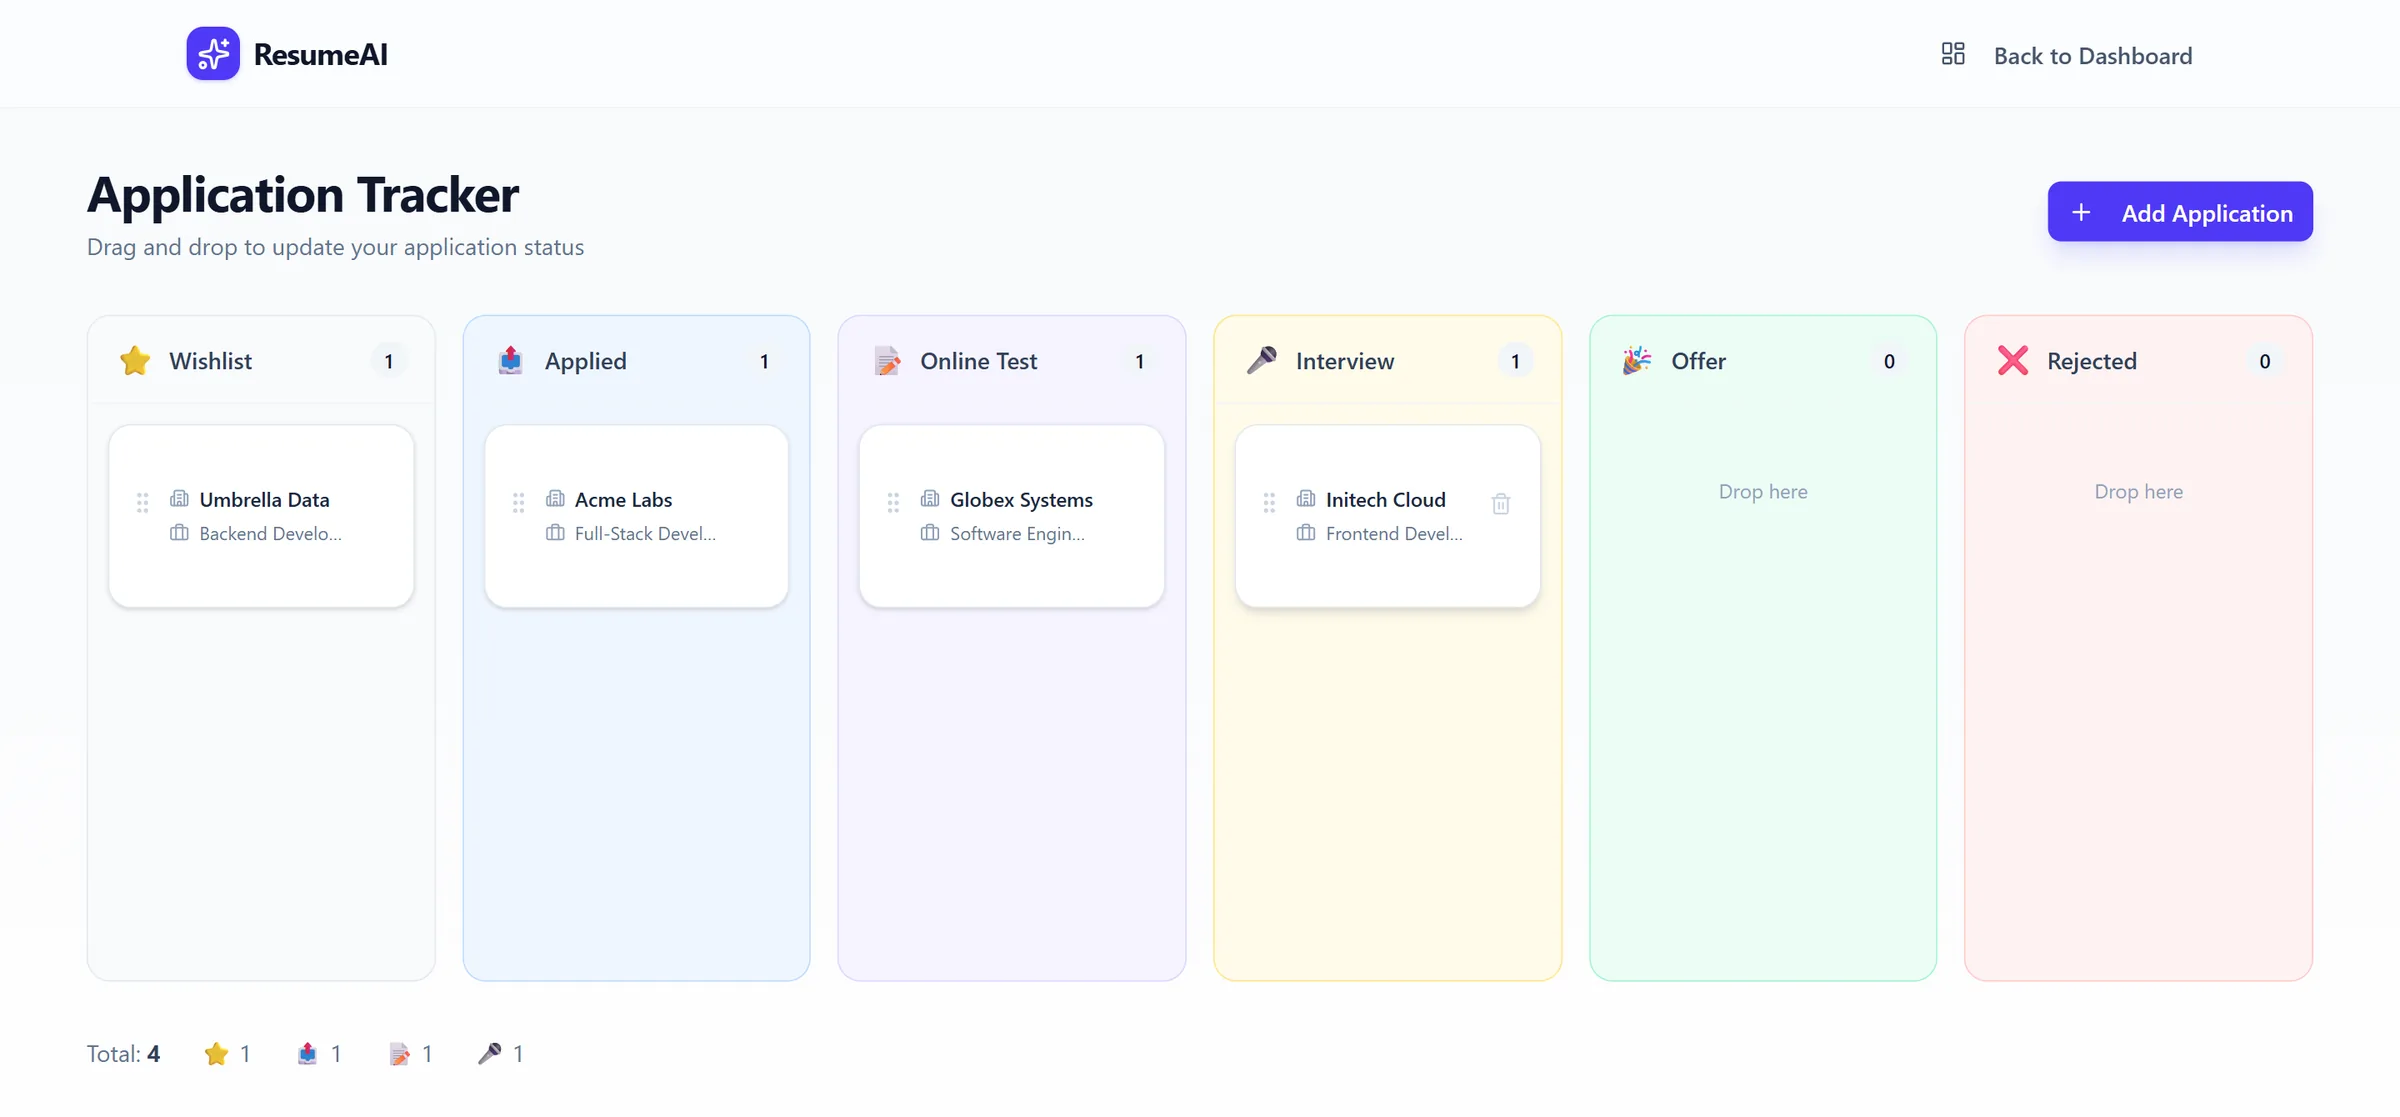 ResumeAI
Back to Dashboard
Application Tracker
Drag and drop to update your application status
+ Add Application
Wishlist 1
Umbrella Data
Backend Develo...
Applied 1
Acme Labs
Full-Stack Devel...
Online Test 1
Globex Systems
Software Engin...
Interview 1
Initech Cloud
Frontend Devel...
Offer 0
Drop here
Rejected 0
Drop here
Total: 4 1 1 1 1